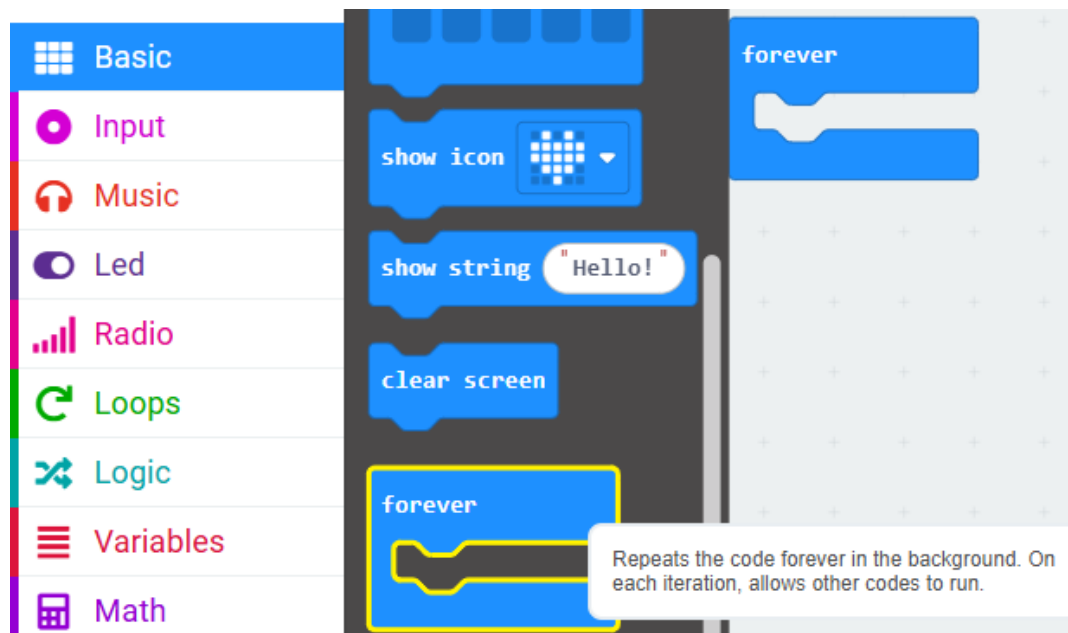 Basic
Input
Music
Led
Radio
Loops
Logic
Variables
Math
show icon
show string "Hello!"
clear screen
forever
Repeats the code forever in the background. On
each iteration, allows other codes to run.
forever